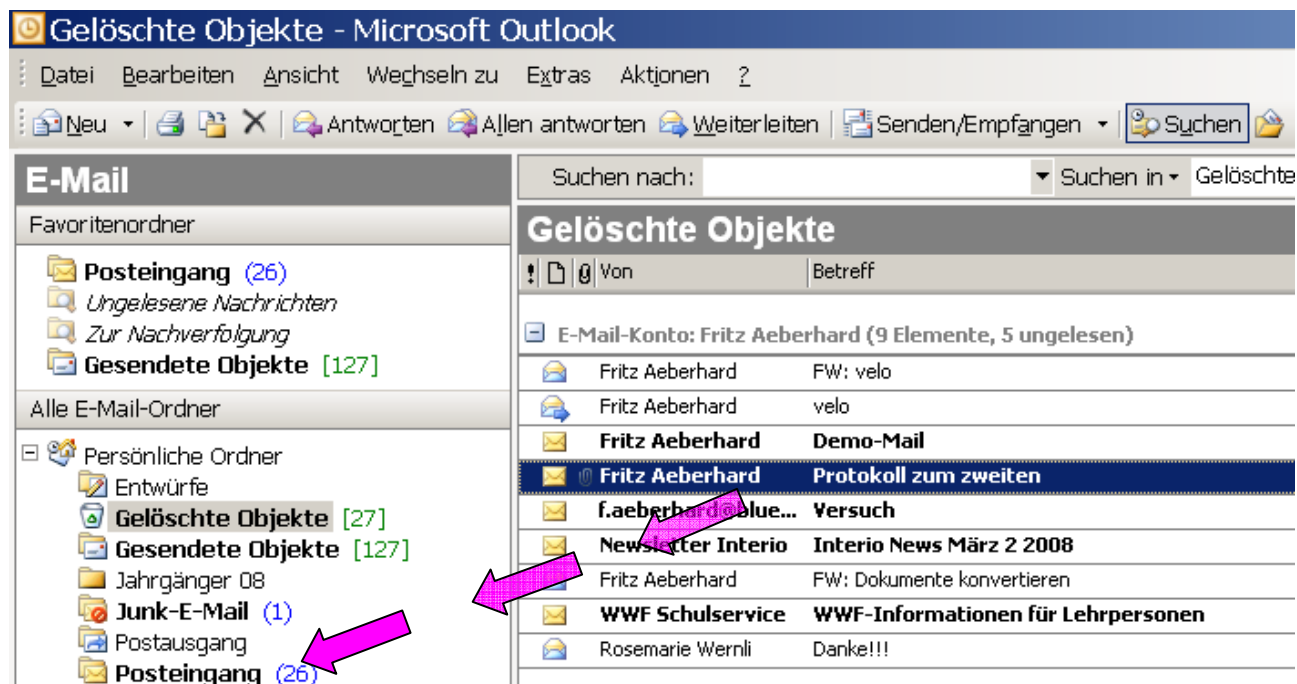 Gelöschte Objekte - Microsoft Outlook
Datei Bearbeiten Ansicht Wechseln zu Extras Aktionen ?
Neu Antworten Allen antworten Weiterleiten Senden/Empfangen Suchen
E-Mail
Suchen nach: Suchen in Gelöschte
Favoritenordner
Posteingang (26)
Ungelesene Nachrichten
Zur Nachverfolgung
Gesendete Objekte [127]
Alle E-Mail-Ordner
Persönliche Ordner
Entwürfe
Gelöschte Objekte [27]
Gesendete Objekte [127]
Jahrgänger 08
Junk-E-Mail (1)
Postausgang
Posteingang (26)
Gelöschte Objekte
! Von Betreff
E-Mail-Konto: Fritz Aeberhard (9 Elemente, 5 ungelesen)
Fritz Aeberhard FW: velo
Fritz Aeberhard velo
Fritz Aeberhard Demo-Mail
Fritz Aeberhard Protokoll zum zweiten
f.aeberhard@blue... Versuch
Newsletter Interio Interio News März 2 2008
Fritz Aeberhard FW: Dokumente konvertieren
WWF Schulservice WWF-Informationen für Lehrpersonen
Rosemarie Wernli Danke!!!